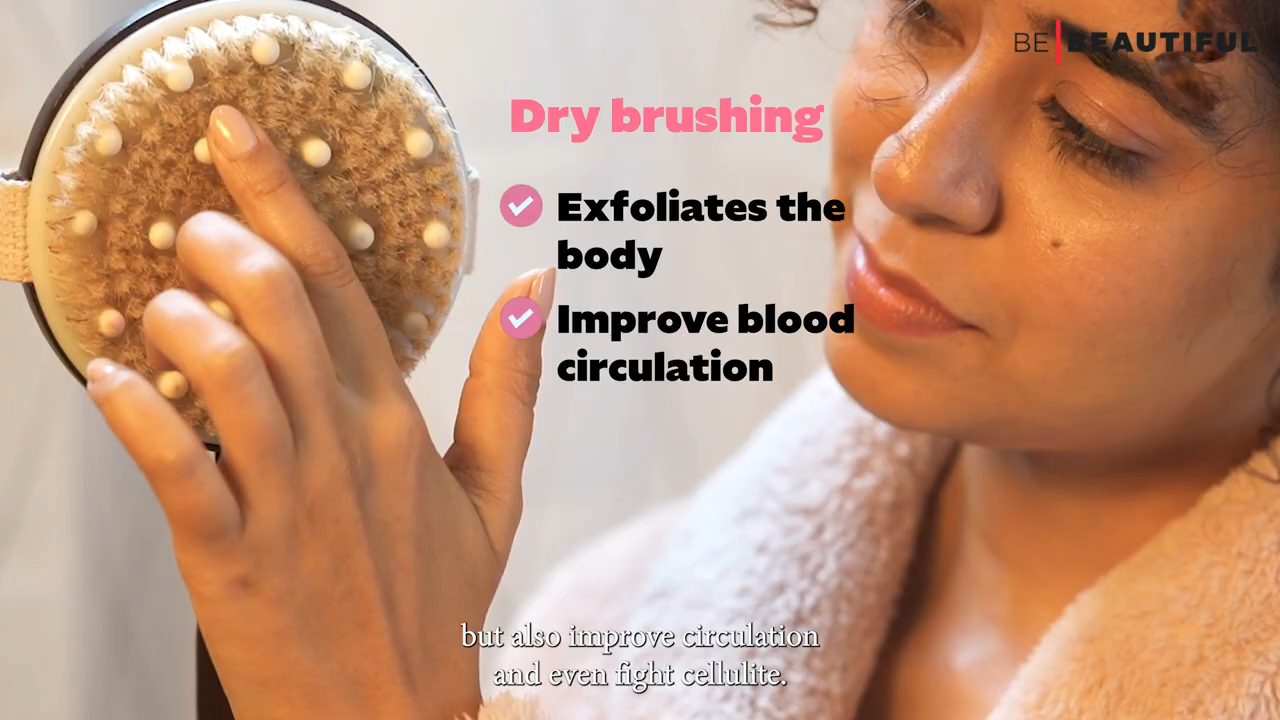 BE BEAUTIFUL
Dry brushing
Exfoliates the
body
Improve blood
circulation
but also improve circulation
and even fight cellulite.